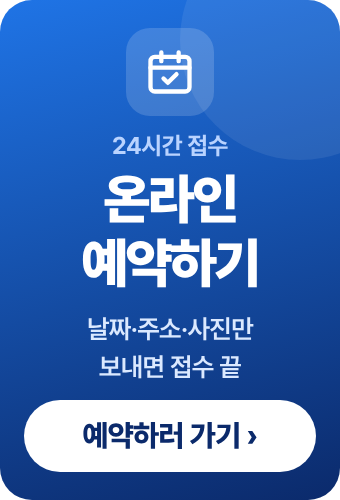 24시간 접수
온라인
예약하기
날짜·주소·사진만
보내면 접수 끝
예약하러 가기 ›